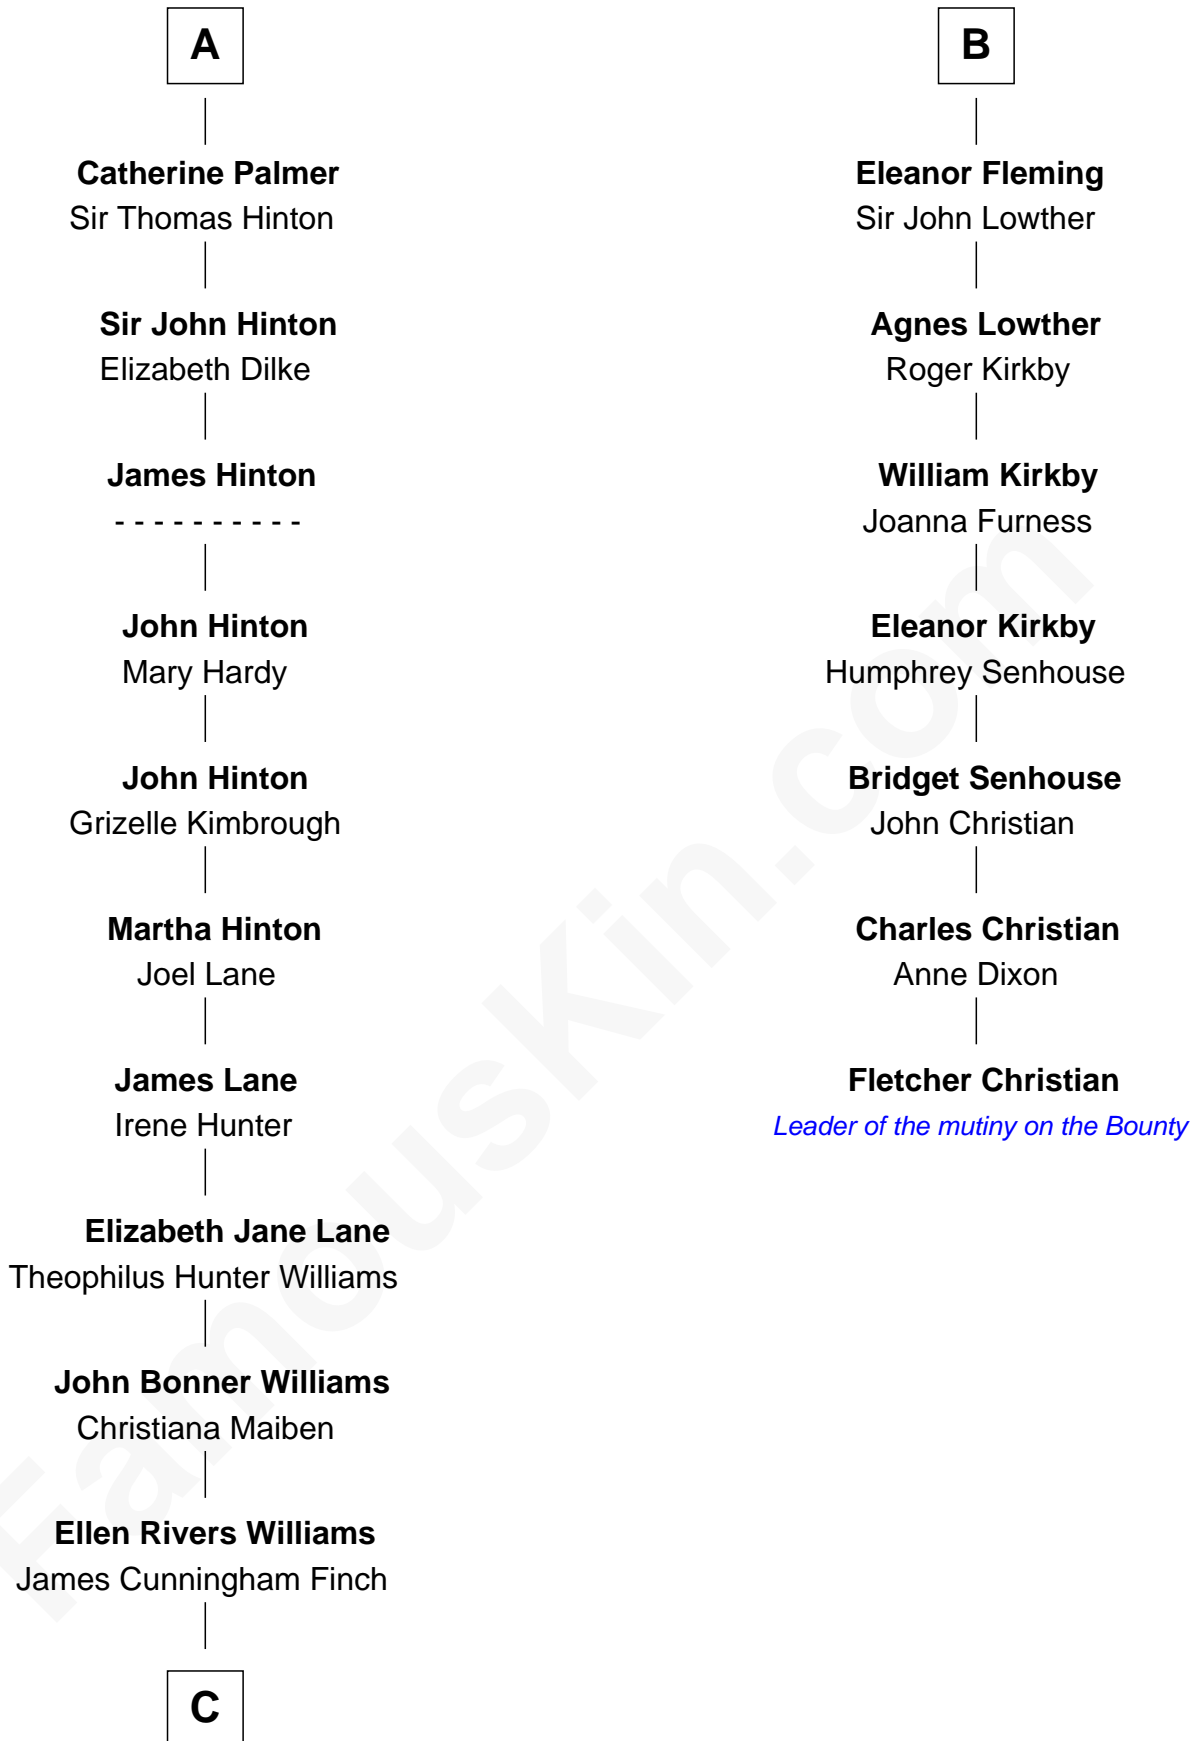 A
Catherine Palmer
Sir Thomas Hinton
Sir John Hinton
Elizabeth Dilke
James Hinton
- - - - - - - - - -
John Hinton
Mary Hardy
John Hinton
Grizelle Kimbrough
Martha Hinton
Joel Lane
James Lane
Irene Hunter
Elizabeth Jane Lane
Theophilus Hunter Williams
John Bonner Williams
Christiana Maiben
Ellen Rivers Williams
James Cunningham Finch
C
B
Eleanor Fleming
Sir John Lowther
Agnes Lowther
Roger Kirkby
William Kirkby
Joanna Furness
Eleanor Kirkby
Humphrey Senhouse
Bridget Senhouse
John Christian
Charles Christian
Anne Dixon
Fletcher Christian
Leader of the mutiny on the Bounty
FamousKin.com